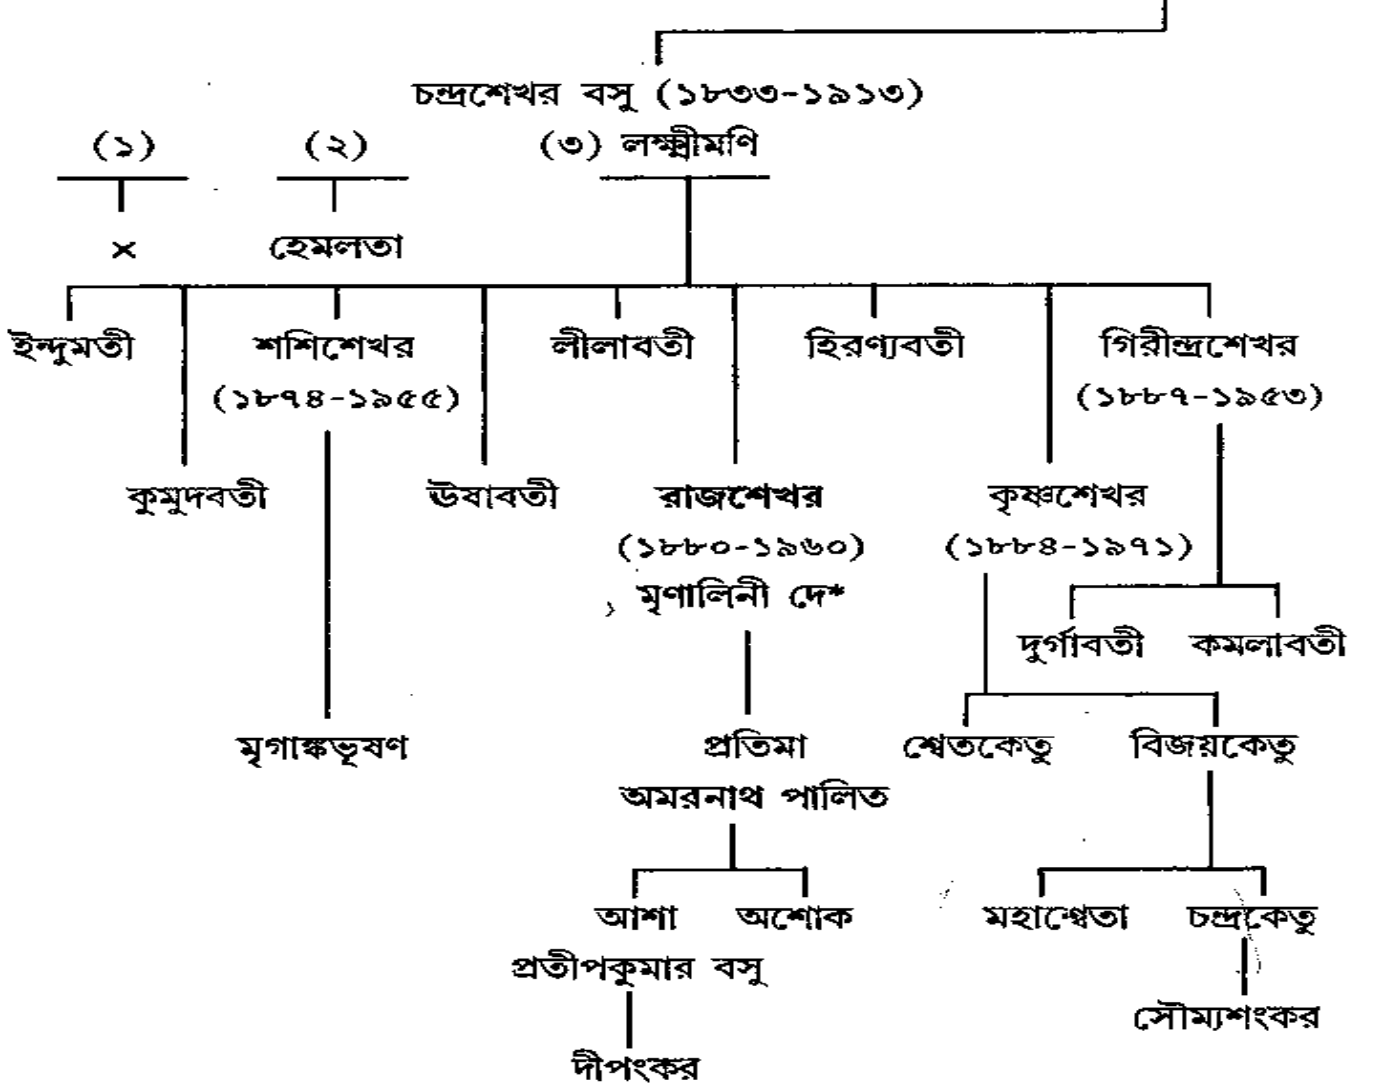 চন্দ্রশেখর বসু (১৮৩৩-১৯১৩)
(১) (২) (৩) লক্ষ্মীমণি
× হেমলতা
ইন্দুমতী শশিশেখর লীলাবতী হিরণ্যবতী গিরীন্দ্রশেখর
(১৮৭৪-১৯৫৫) (১৮৮৭-১৯৫৩)
কুমুদবতী ঊষাবতী রাজশেখর কৃষ্ণশেখর
(১৮৮০-১৯৬০) (১৮৮৪-১৯৭১)
মৃণালিনী দে*
দুর্গাবতী কমলাবতী
মৃগাঙ্কভূষণ প্রতিমা শ্বেতকেতু বিজয়কেতু
অমরনাথ পালিত
আশা অশোক মহাশ্বেতা চন্দ্রকেতু
প্রতীপকুমার বসু
সৌম্যশংকর
দীপংকর